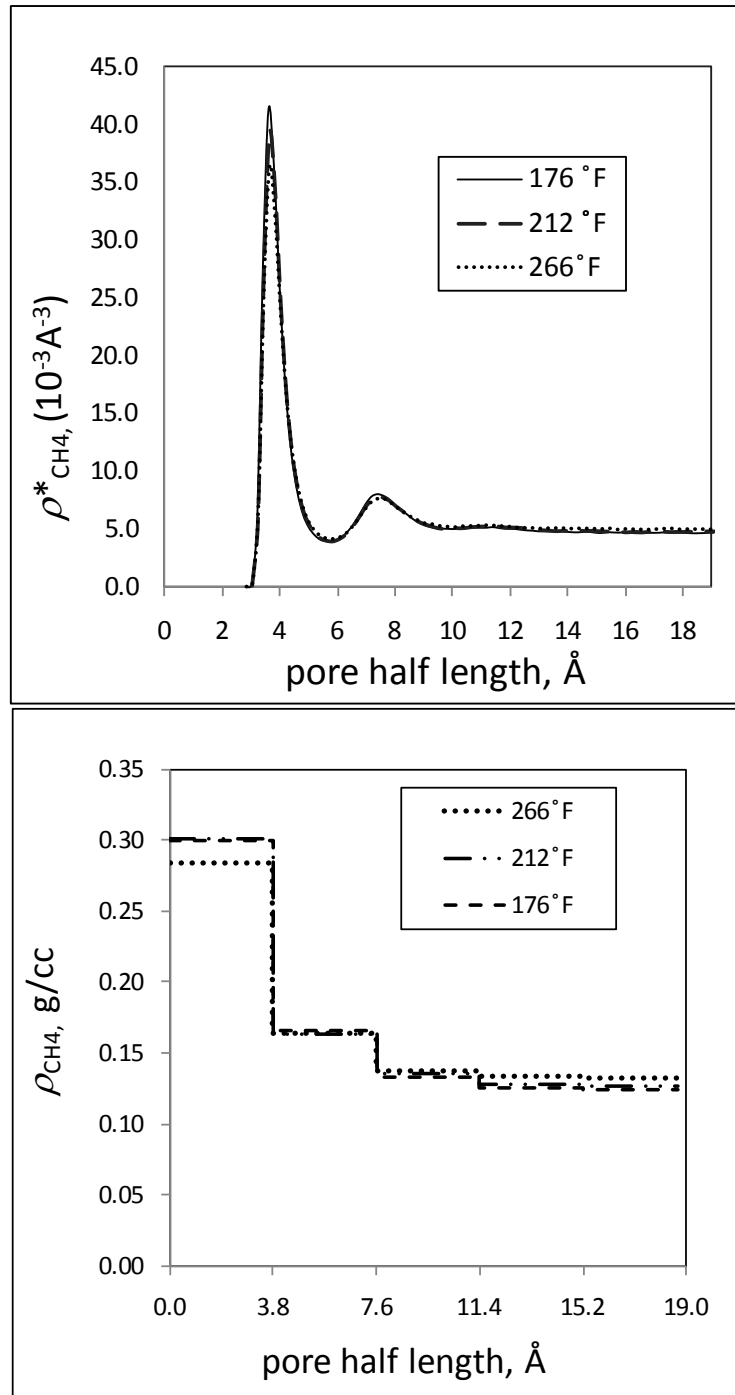 45.0
40.0
35.0
30.0
25.0
20.0
15.0
10.0
5.0
0.0
ρ*CH4, (10-3A-3)
176 ˚F
212 ˚F
266˚F
0 2 4 6 8 10 12 14 16 18
pore half length, Å
0.35
0.30
0.25
0.20
0.15
0.10
0.05
0.00
ρCH4, g/cc
266˚F
212˚F
176˚F
0.0 3.8 7.6 11.4 15.2 19.0
pore half length, Å